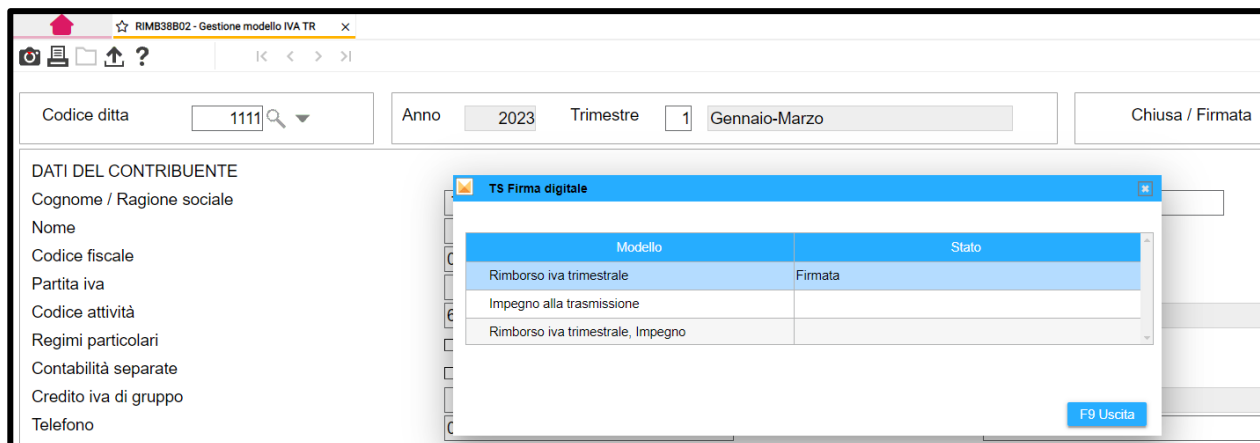 RIMB38B02 - Gestione modello IVA TR
Codice ditta 1111 Anno 2023 Trimestre 1 Gennaio-Marzo Chiusa / Firmata
DATI DEL CONTRIBUENTE
Cognome / Ragione sociale
Nome
Codice fiscale
Partita iva
Codice attività
Regimi particolari
Contabilità separate
Credito iva di gruppo
Telefono
TS Firma digitale
Modello Stato
Rimborso iva trimestrale Firmata
Impegno alla trasmissione
Rimborso iva trimestrale, Impegno
F9 Uscita